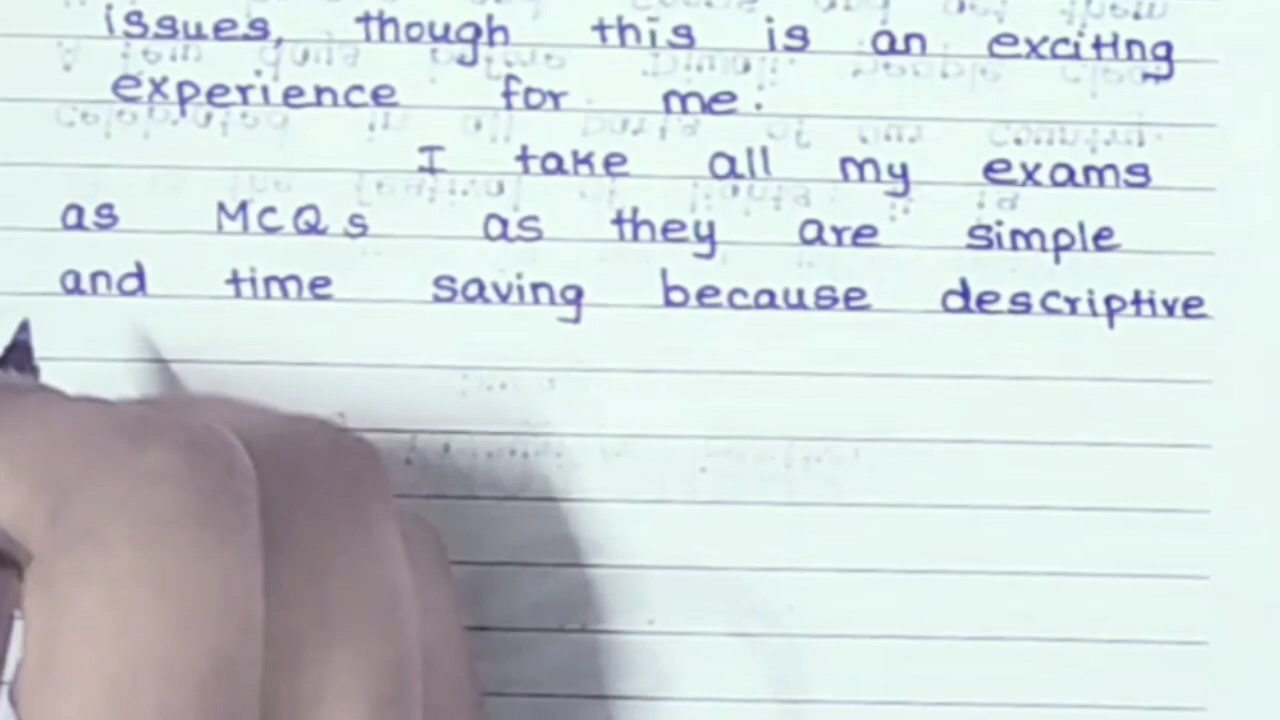 issues, though this is an exciting
experience for me.
I take all my exams
as MCQs as they are simple
and time saving because descriptive